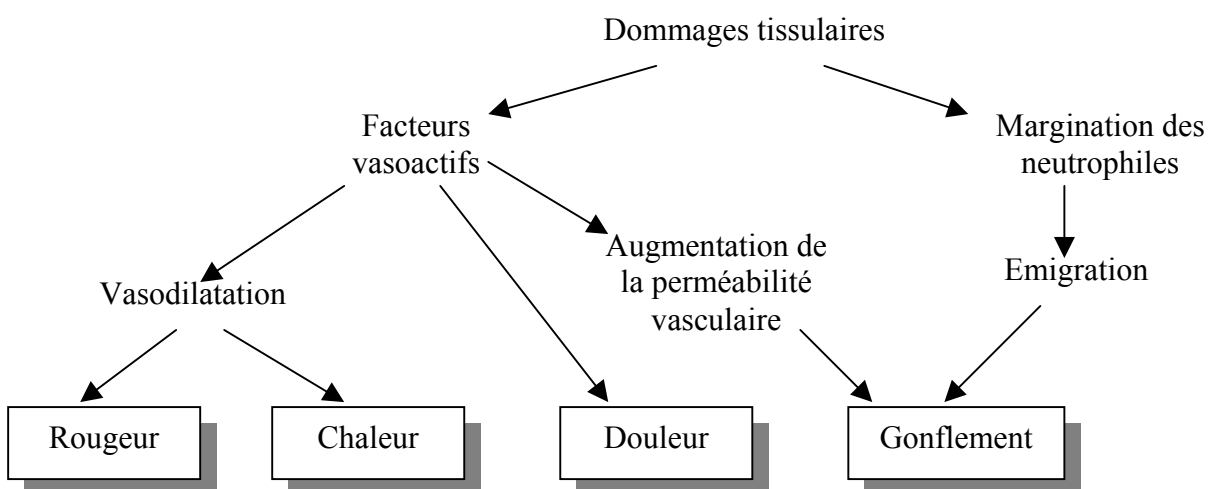 Dommages tissulaires
Facteurs
vasoactifs
Margination des
neutrophiles
Augmentation de
la perméabilité
vasculaire
Emigration
Vasodilatation
Rougeur
Chaleur
Douleur
Gonflement